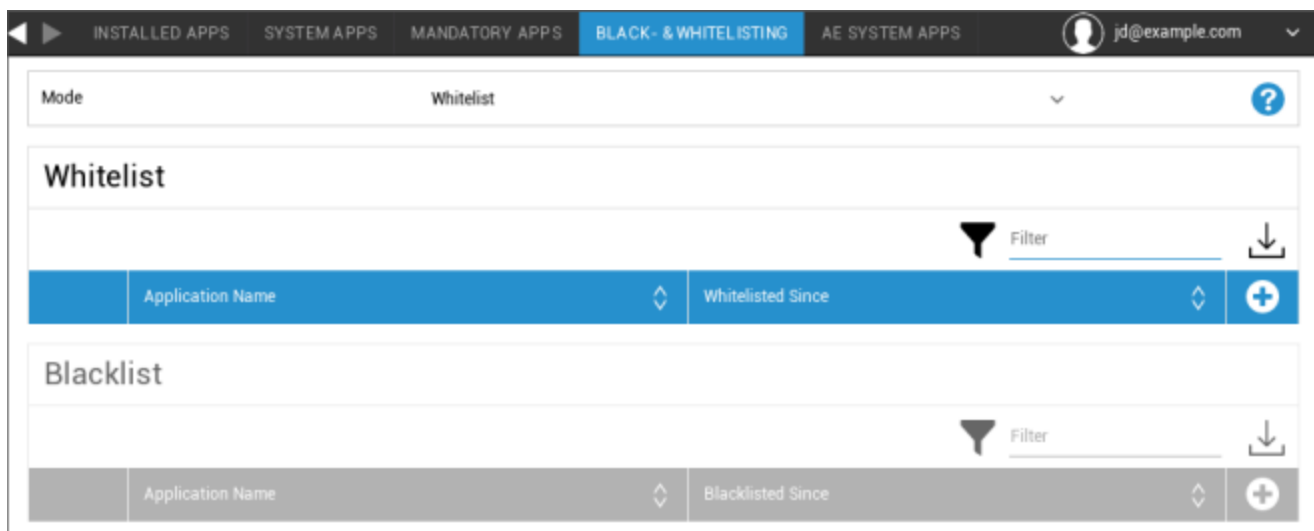 INSTALLED APPS SYSTEM APPS MANDATORY APPS BLACK- & WHITELISTING AE SYSTEM APPS jd@example.com
Mode Whitelist ?
Whitelist
Filter
Application Name Whitelisted Since
Blacklist
Filter
Application Name Blacklisted Since